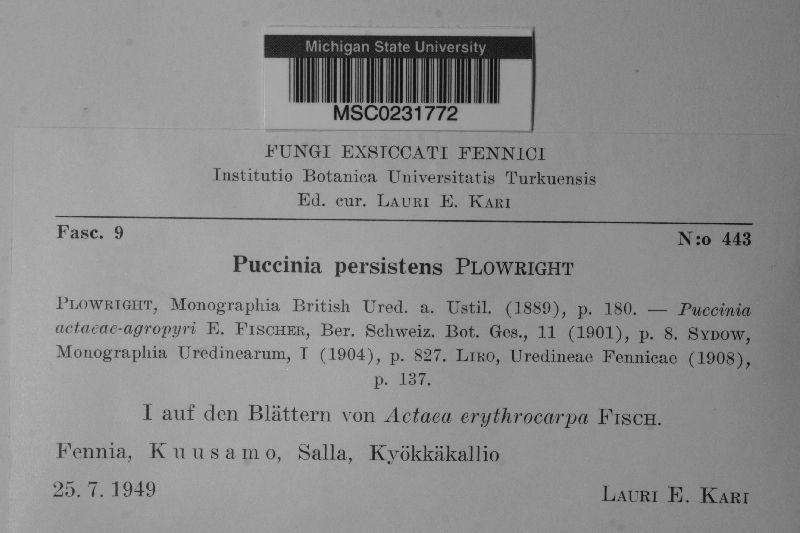 Michigan State University
MSC0231772
FUNGI EXSICCATI FENNICI
Institutio Botanica Universitatis Turkuensis
Ed. cur. LAURI E. KARI
Fasc. 9 N:o 443
Puccinia persistens PLOWRIGHT
PLOWRIGHT, Monographia British Ured. a. Ustil. (1889), p. 180. — Puccinia
actaeae-agropyri E. FISCHER, Ber. Schweiz. Bot. Ges., 11 (1901), p. 8. SYDOW,
Monographia Uredinearum, I (1904), p. 827. LIRO, Uredineae Fennicae (1908),
p. 137.
I auf den Blättern von Actaea erythrocarpa FISCH.
Fennia, Kuusamo, Salla, Kyökkäkallio
25. 7. 1949 LAURI E. KARI